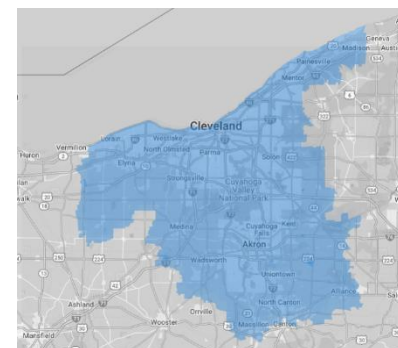 Geneva
Madison
Painesville
Mentor
Cleveland
Lorain
Westlake
North Olmsted
Parma
Solon
Vermilion
Huron
Elyria
Strongsville
Cuyahoga
Valley
National Park
Medina
Cuyahoga
Falls
Kent
Akron
Wadsworth
Uniontown
Ashland
Wooster
Orrville
North Canton
Alliance
Massillon
Canton
Mansfield